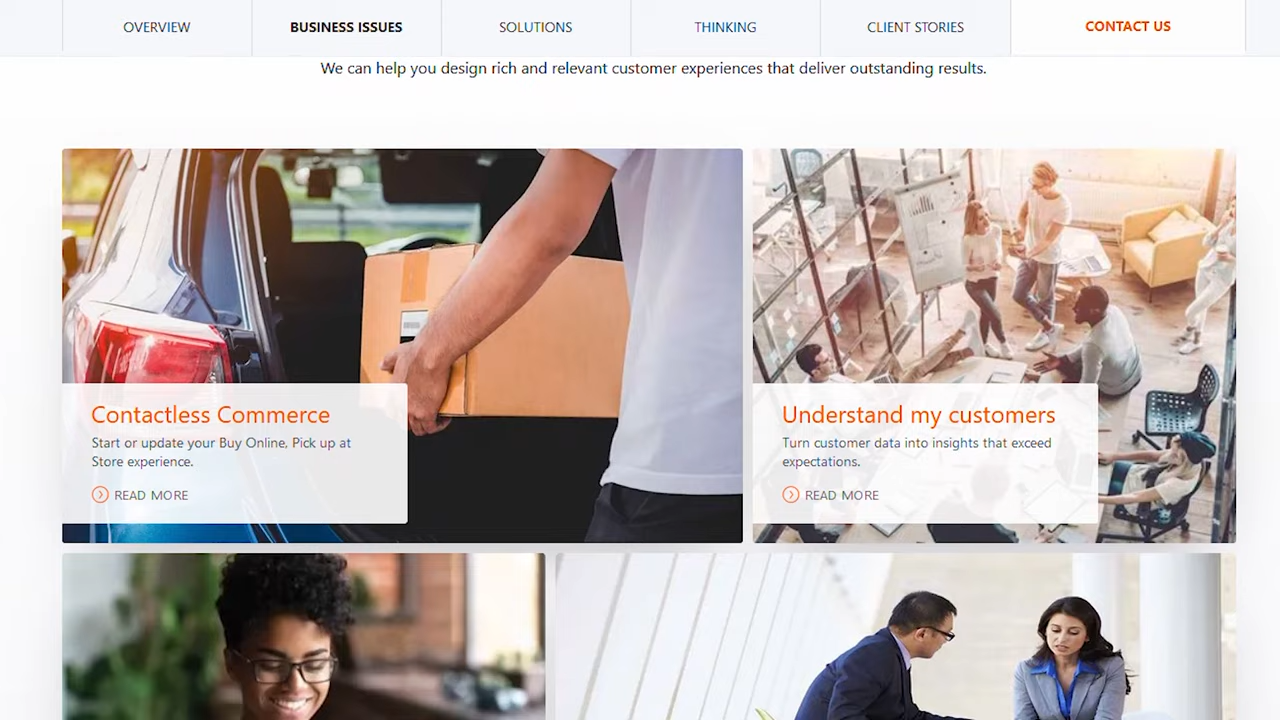 OVERVIEW
BUSINESS ISSUES
SOLUTIONS
THINKING
CLIENT STORIES
CONTACT US
We can help you design rich and relevant customer experiences that deliver outstanding results.
Contactless Commerce
Start or update your Buy Online, Pick up at
Store experience.
READ MORE
Understand my customers
Turn customer data into insights that exceed
expectations.
READ MORE